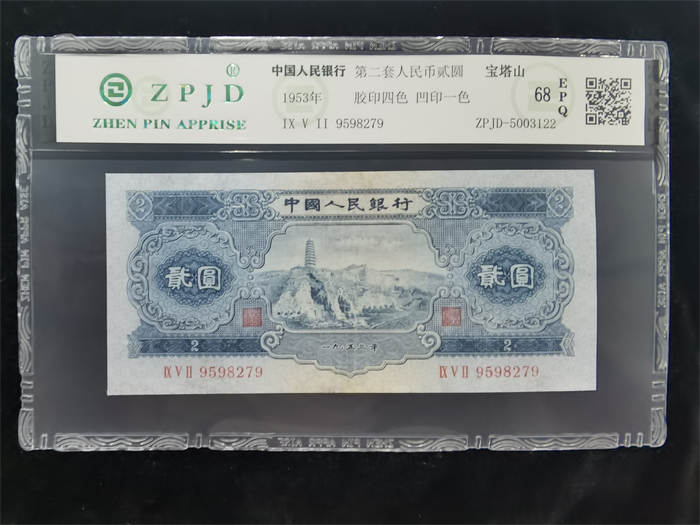 ZPJD ®
ZHEN PIN APPRISE
中国人民银行 第二套人民币贰圆 宝塔山
1953年 胶印四色 凹印一色
IX V II 9598279 ZPJD-5003122
68 EPQ
2 中國人民銀行 2
貳圓 貳圓
2 一九五三年 2
IX V II 9598279 IX V II 9598279